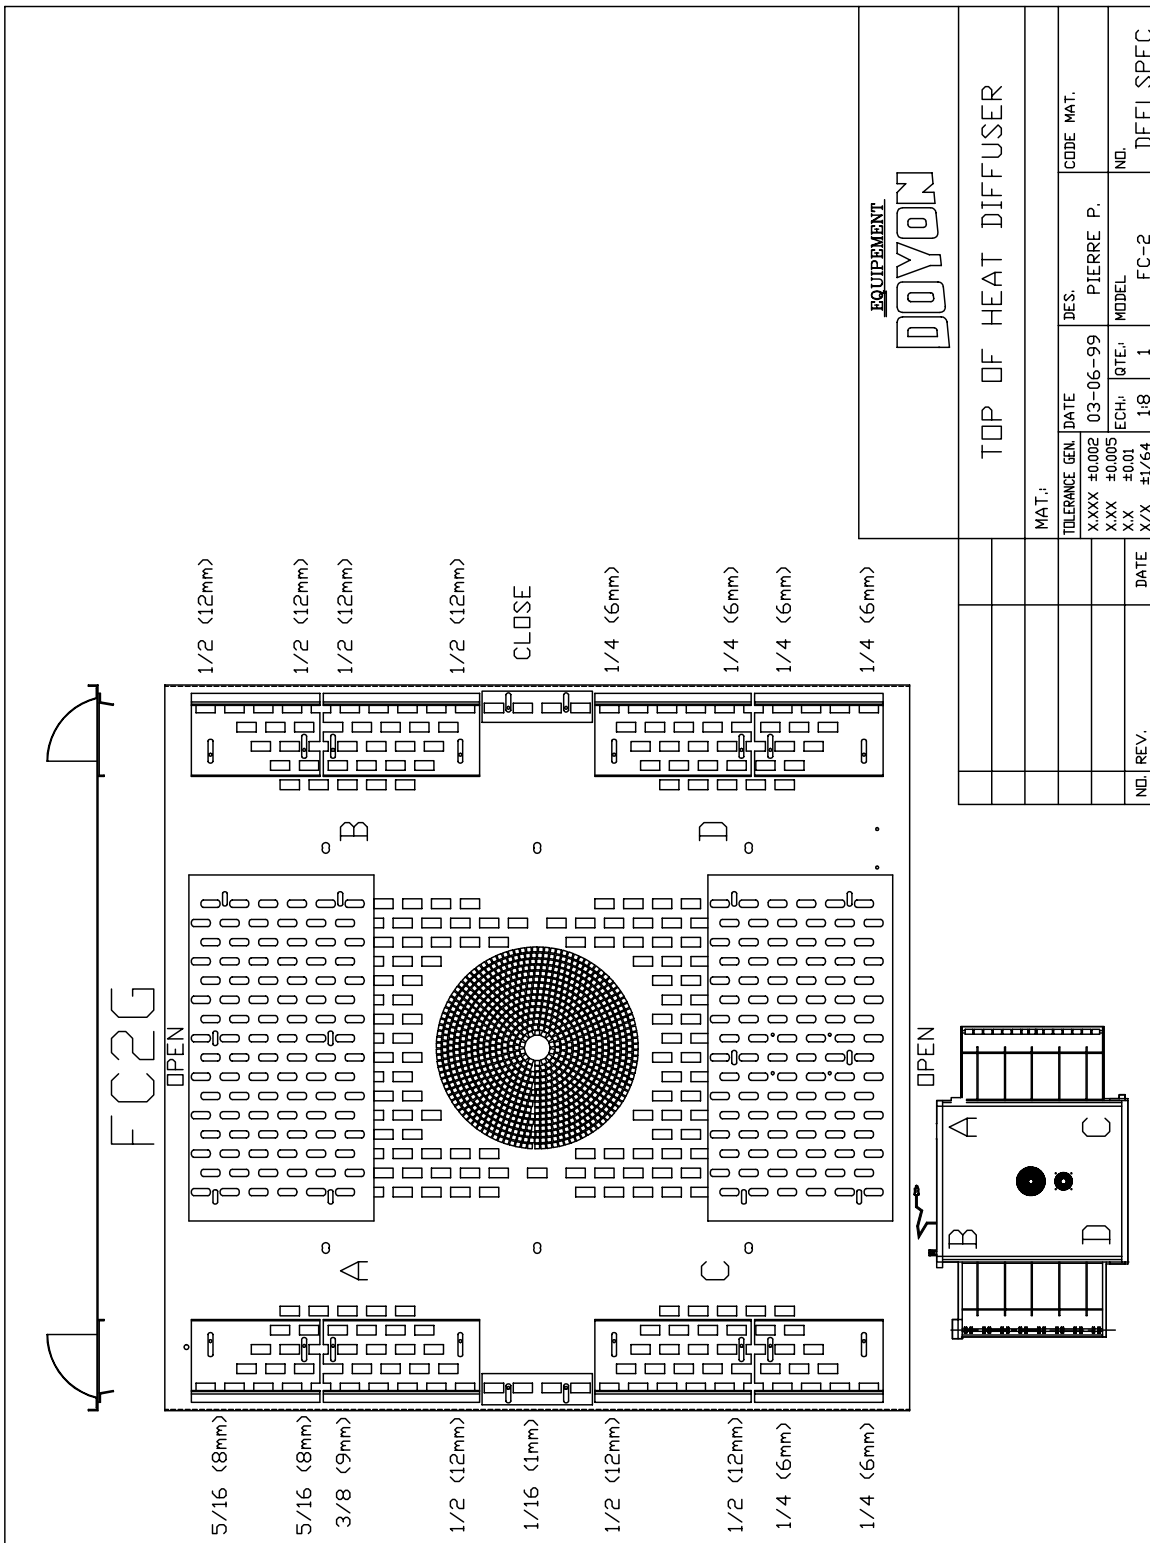 FC2G
OPEN
5/16 (8mm)
5/16 (8mm)
3/8 (9mm)
1/2 (12mm)
1/16 (1mm)
1/2 (12mm)
1/2 (12mm)
1/4 (6mm)
1/4 (6mm)
A
B
C
D
1/2 (12mm)
1/2 (12mm)
1/2 (12mm)
1/2 (12mm)
CLOSE
1/4 (6mm)
1/4 (6mm)
1/4 (6mm)
1/4 (6mm)
OPEN
B
A
D
C
EQUIPEMENT
DOYON
TOP OF HEAT DIFFUSER
MAT.:
TOLERANCE GEN.
X.XXX ±0.002
X.XX ±0.005
X.X ±0.01
X/X ±1/64
DATE
03-06-99
DES.
PIERRE P.
CODE MAT.
ECH.:
1:8
QTE.:
1
MODEL
FC-2
NO.
DEFLSPEC
NO.
REV.
DATE